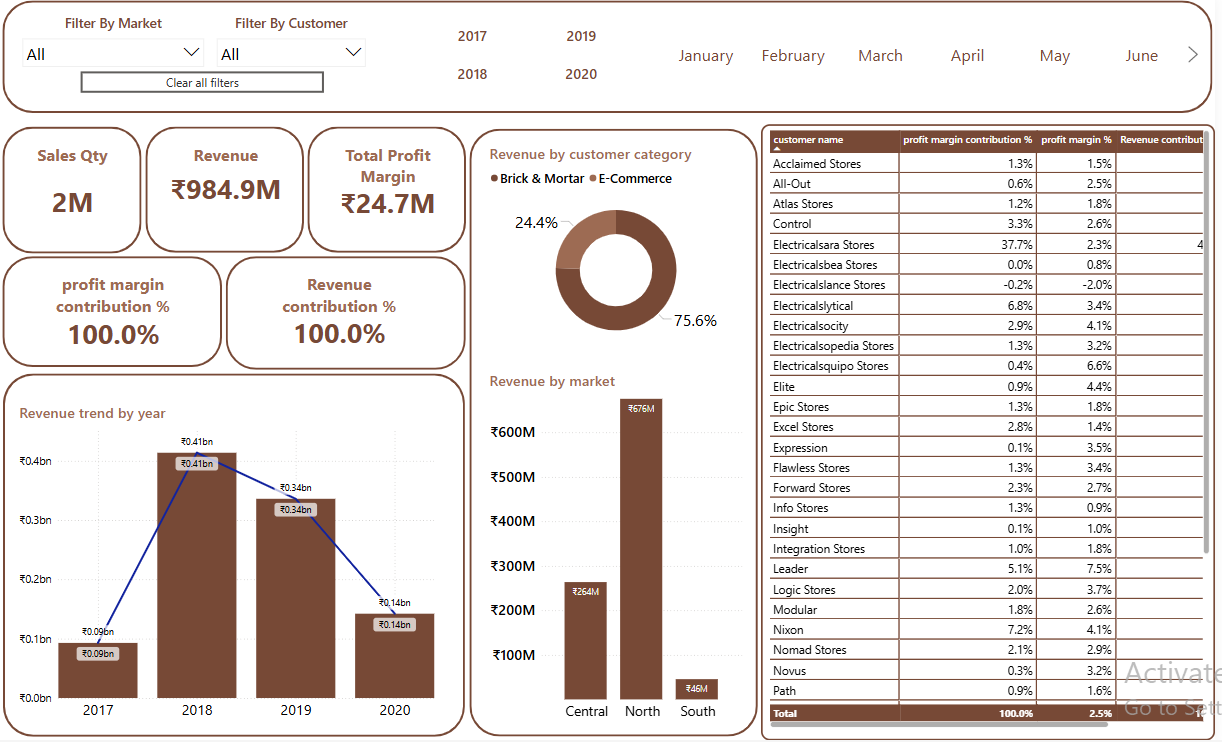 Filter By Market Filter By Customer
All All
Clear all filters
2017 2019
2018 2020
January February March April May June
Sales Qty
2M
Revenue
₹984.9M
Total Profit
Margin
₹24.7M
profit margin
contribution %
100.0%
Revenue
contribution %
100.0%
Revenue trend by year
₹0.4bn
₹0.3bn
₹0.2bn
₹0.1bn
₹0.0bn
₹0.09bn
₹0.09bn
₹0.41bn
₹0.41bn
₹0.34bn
₹0.34bn
₹0.14bn
₹0.14bn
2017 2018 2019 2020
Revenue by customer category
Brick & Mortar E-Commerce
24.4%
75.6%
Revenue by market
₹600M
₹500M
₹400M
₹300M
₹200M
₹100M
₹264M
₹676M
₹46M
Central North South
customer name profit margin contribution % profit margin % Revenue contribut
Acclaimed Stores 1.3% 1.5%
All-Out 0.6% 2.5%
Atlas Stores 1.2% 1.8%
Control 3.3% 2.6%
Electricalsara Stores 37.7% 2.3% 4
Electricalsbea Stores 0.0% 0.8%
Electricalslance Stores -0.2% -2.0%
Electricalslytical 6.8% 3.4%
Electricalsocity 2.9% 4.1%
Electricalsopedia Stores 1.3% 3.2%
Electricalsquipo Stores 0.4% 6.6%
Elite 0.9% 4.4%
Epic Stores 1.3% 1.8%
Excel Stores 2.8% 1.4%
Expression 0.1% 3.5%
Flawless Stores 1.3% 3.4%
Forward Stores 2.3% 2.7%
Info Stores 1.3% 0.9%
Insight 0.1% 1.0%
Integration Stores 1.0% 1.8%
Leader 5.1% 7.5%
Logic Stores 2.0% 3.7%
Modular 1.8% 2.6%
Nixon 7.2% 4.1%
Nomad Stores 2.1% 2.9%
Novus 0.3% 3.2%
Path 0.9% 1.6%
Total 100.0% 2.5%
Activate
Go to Sett